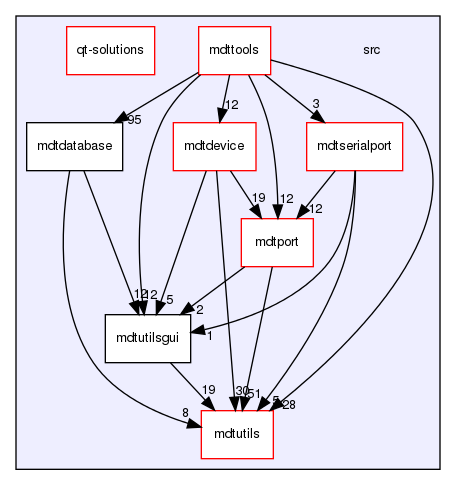 qt-solutions
mdttools
src
12
3
95
mdtdatabase
mdtdevice
mdtserialport
19
12
12
mdtport
12
12
5
2
mdtutilsgui
1
19
30
51
5
28
8
mdtutils